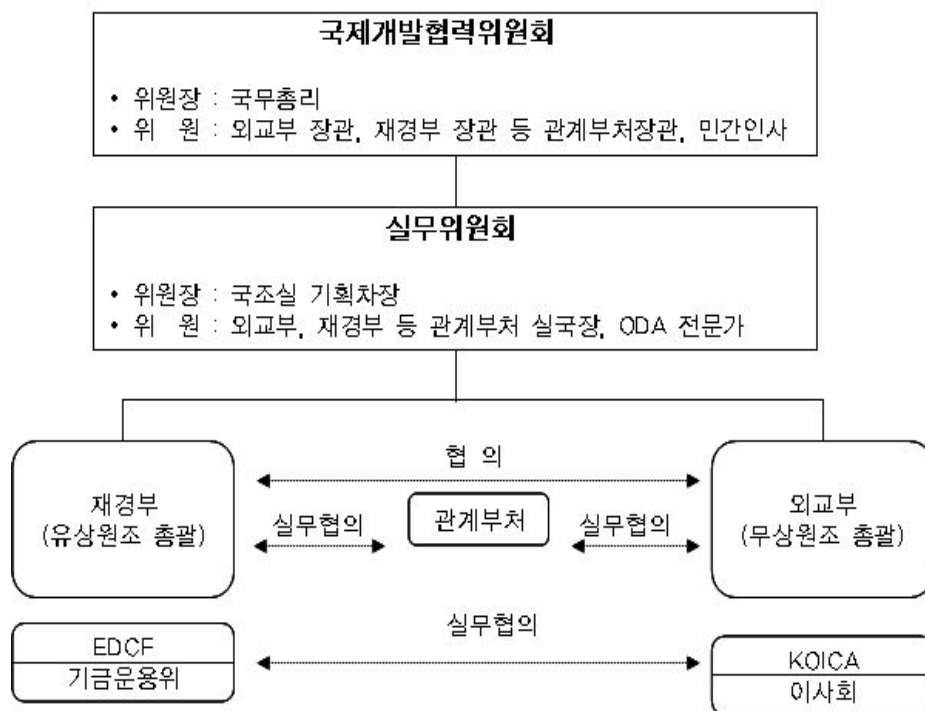 국제개발협력위원회
• 위원장 : 국무총리
• 위 원 : 외교부 장관, 재경부 장관 등 관계부처장관, 민간인사
실무위원회
• 위원장 : 국조실 기획차장
• 위 원 : 외교부, 재경부 등 관계부처 실국장, ODA 전문가
협 의
재경부
(유상원조 총괄)
실무협의
관계부처
실무협의
외교부
(무상원조 총괄)
실무협의
EDCF
기금운용위
KOICA
이사회